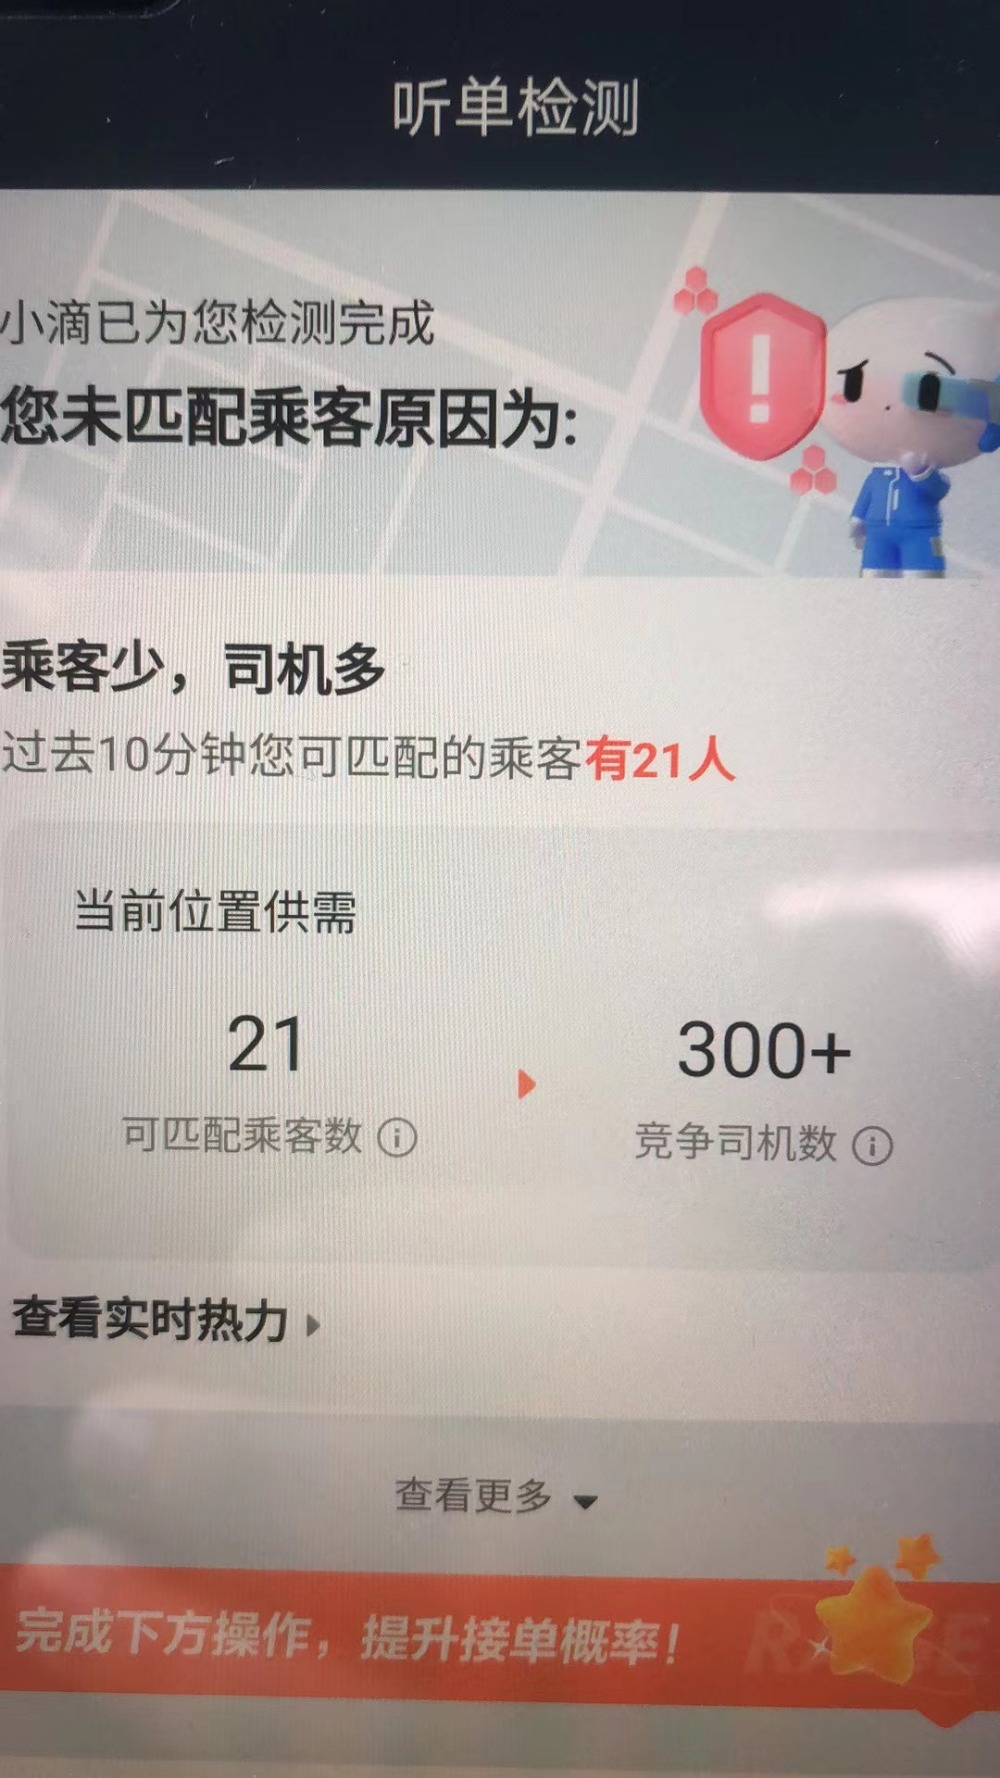 听单检测
小滴已为您检测完成
您未匹配乘客原因为:
乘客少，司机多
过去10分钟您可匹配的乘客有21人
当前位置供需
21
300+
可匹配乘客数
竞争司机数
查看实时热力
查看更多
完成下方操作，提升接单概率!